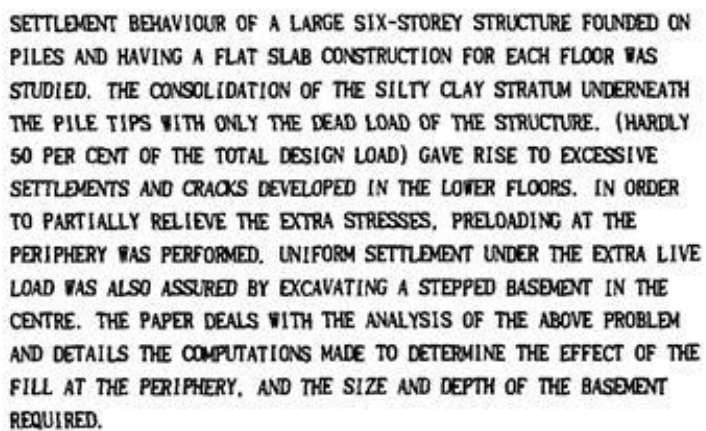 SETTLEMENT BEHAVIOUR OF A LARGE SIX-STOREY STRUCTURE FOUNDED ON
PILES AND HAVING A FLAT SLAB CONSTRUCTION FOR EACH FLOOR WAS
STUDIED. THE CONSOLIDATION OF THE SILTY CLAY STRATUM UNDERNEATH
THE PILE TIPS WITH ONLY THE DEAD LOAD OF THE STRUCTURE. (HARDLY
50 PER CENT OF THE TOTAL DESIGN LOAD) GAVE RISE TO EXCESSIVE
SETTLEMENTS AND CRACKS DEVELOPED IN THE LOWER FLOORS. IN ORDER
TO PARTIALLY RELIEVE THE EXTRA STRESSES, PRELOADING AT THE
PERIPHERY WAS PERFORMED. UNIFORM SETTLEMENT UNDER THE EXTRA LIVE
LOAD WAS ALSO ASSURED BY EXCAVATING A STEPPED BASEMENT IN THE
CENTRE. THE PAPER DEALS WITH THE ANALYSIS OF THE ABOVE PROBLEM
AND DETAILS THE COMPUTATIONS MADE TO DETERMINE THE EFFECT OF THE
FILL AT THE PERIPHERY, AND THE SIZE AND DEPTH OF THE BASEMENT
REQUIRED.